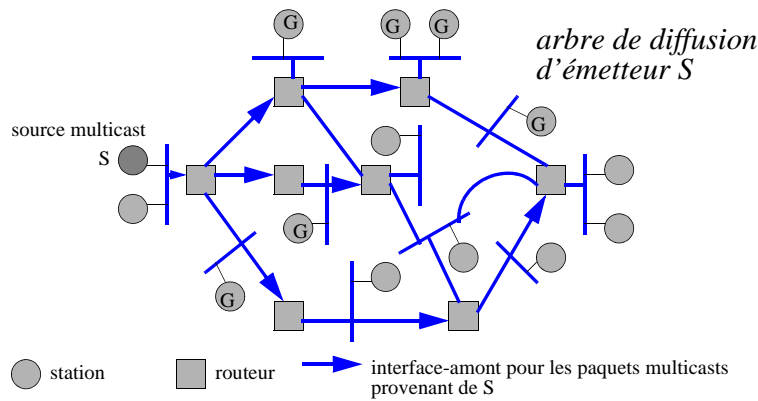 G
G
G
arbre de diffusion
d'émetteur S
source multicast
S
G
G
G
station
routeur
interface-amont pour les paquets multicasts
provenant de S